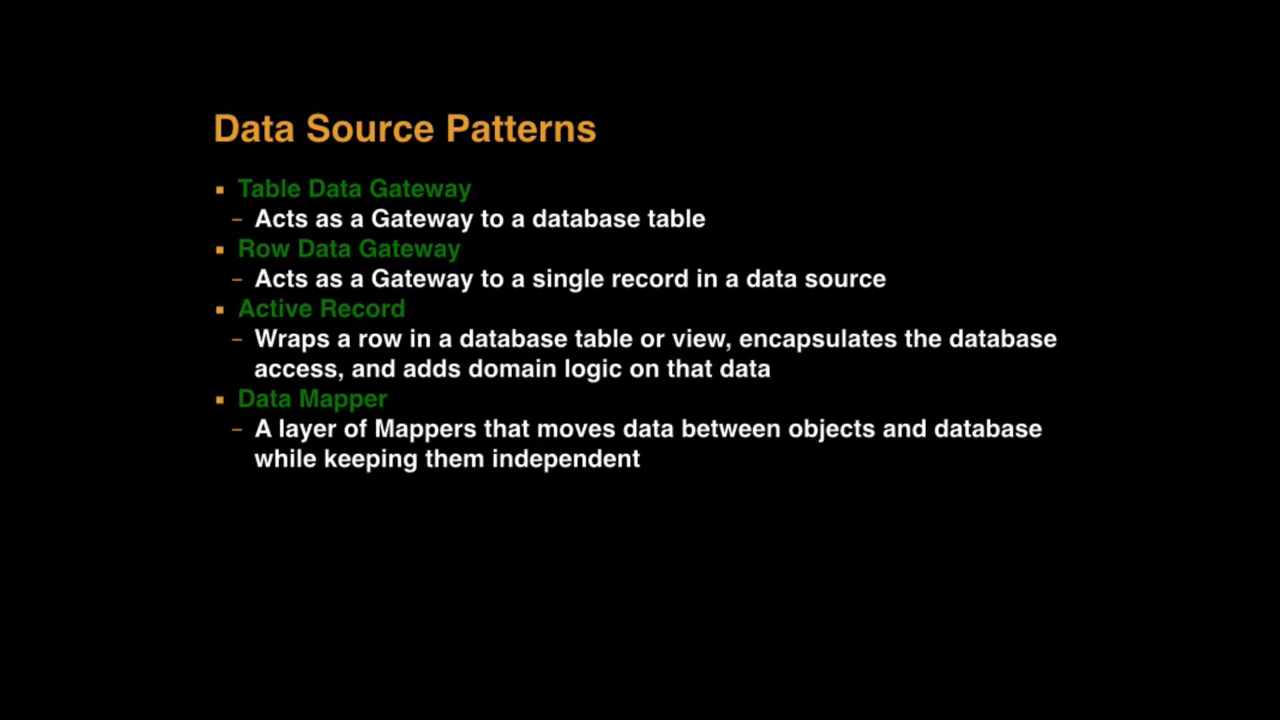 Data Source Patterns
▪ Table Data Gateway
– Acts as a Gateway to a database table
▪ Row Data Gateway
– Acts as a Gateway to a single record in a data source
▪ Active Record
– Wraps a row in a database table or view, encapsulates the database
access, and adds domain logic on that data
▪ Data Mapper
– A layer of Mappers that moves data between objects and database
while keeping them independent